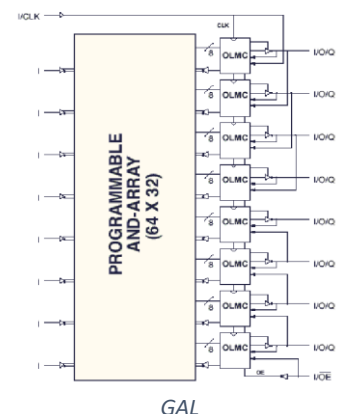 I/CLK
CLK
8 OLMC I/O/Q
I
8 OLMC I/O/Q
I
8 OLMC I/O/Q
I
8 OLMC I/O/Q
I
PROGRAMMABLE
AND-ARRAY
(64 X 32)
8 OLMC I/O/Q
I
8 OLMC I/O/Q
I
8 OLMC I/O/Q
I
8 OLMC I/O/Q
I
OE I/OE
GAL